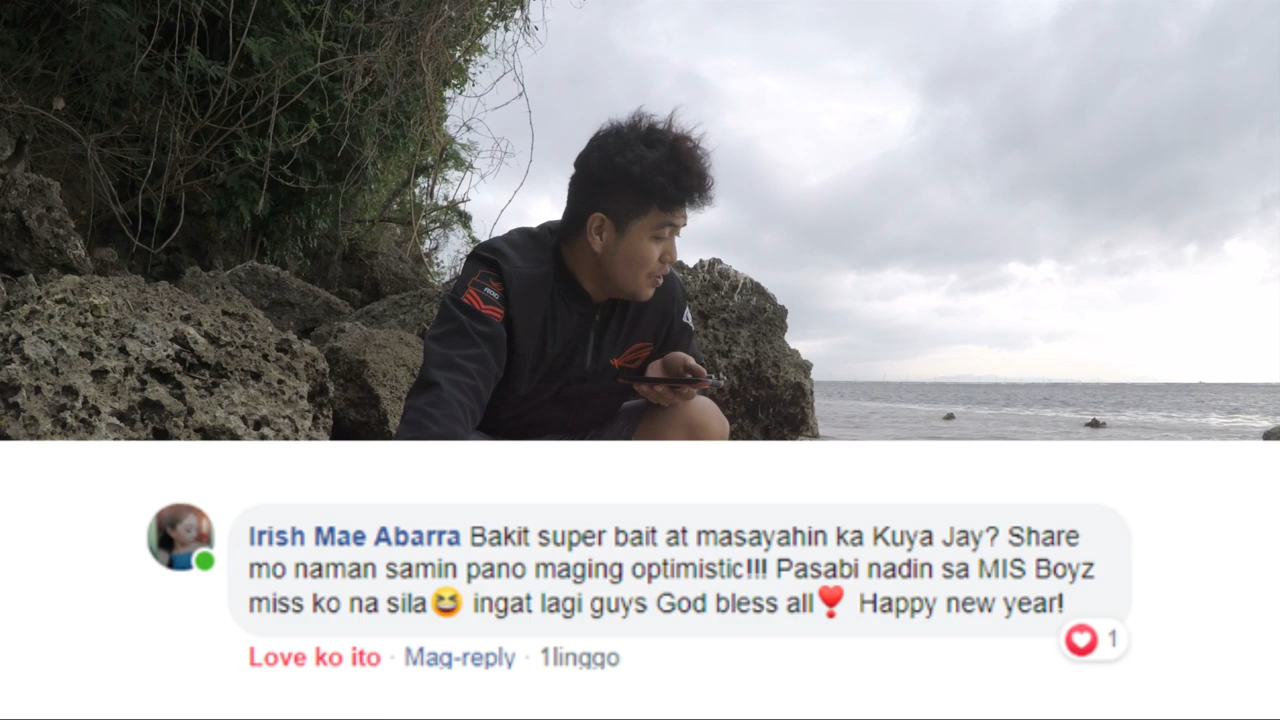 ROG
Irish Mae Abarra Bakit super bait at masayahin ka Kuya Jay? Share
mo naman samin pano maging optimistic!!! Pasabi nadin sa MIS Boyz
miss ko na sila😆 ingat lagi guys God bless all❣️ Happy new year!
1
Love ko ito · Mag-reply · 1linggo